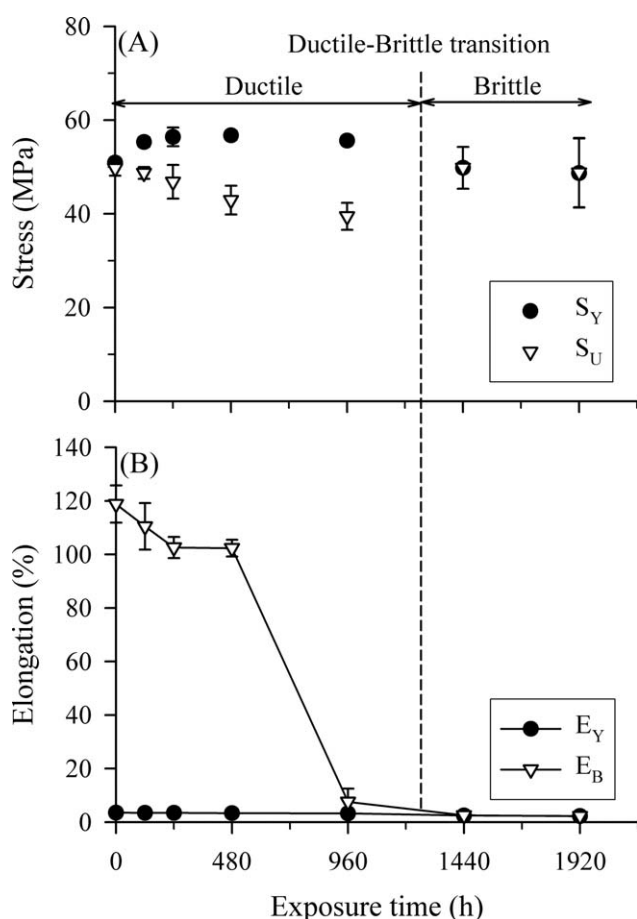 80
(A)
Ductile-Brittle transition
Ductile
Brittle
60
40
20
0
Stress (MPa)
S_Y
S_U
140
(B)
120
100
80
60
40
20
0
Elongation (%)
E_Y
E_B
0 480 960 1440 1920
Exposure time (h)